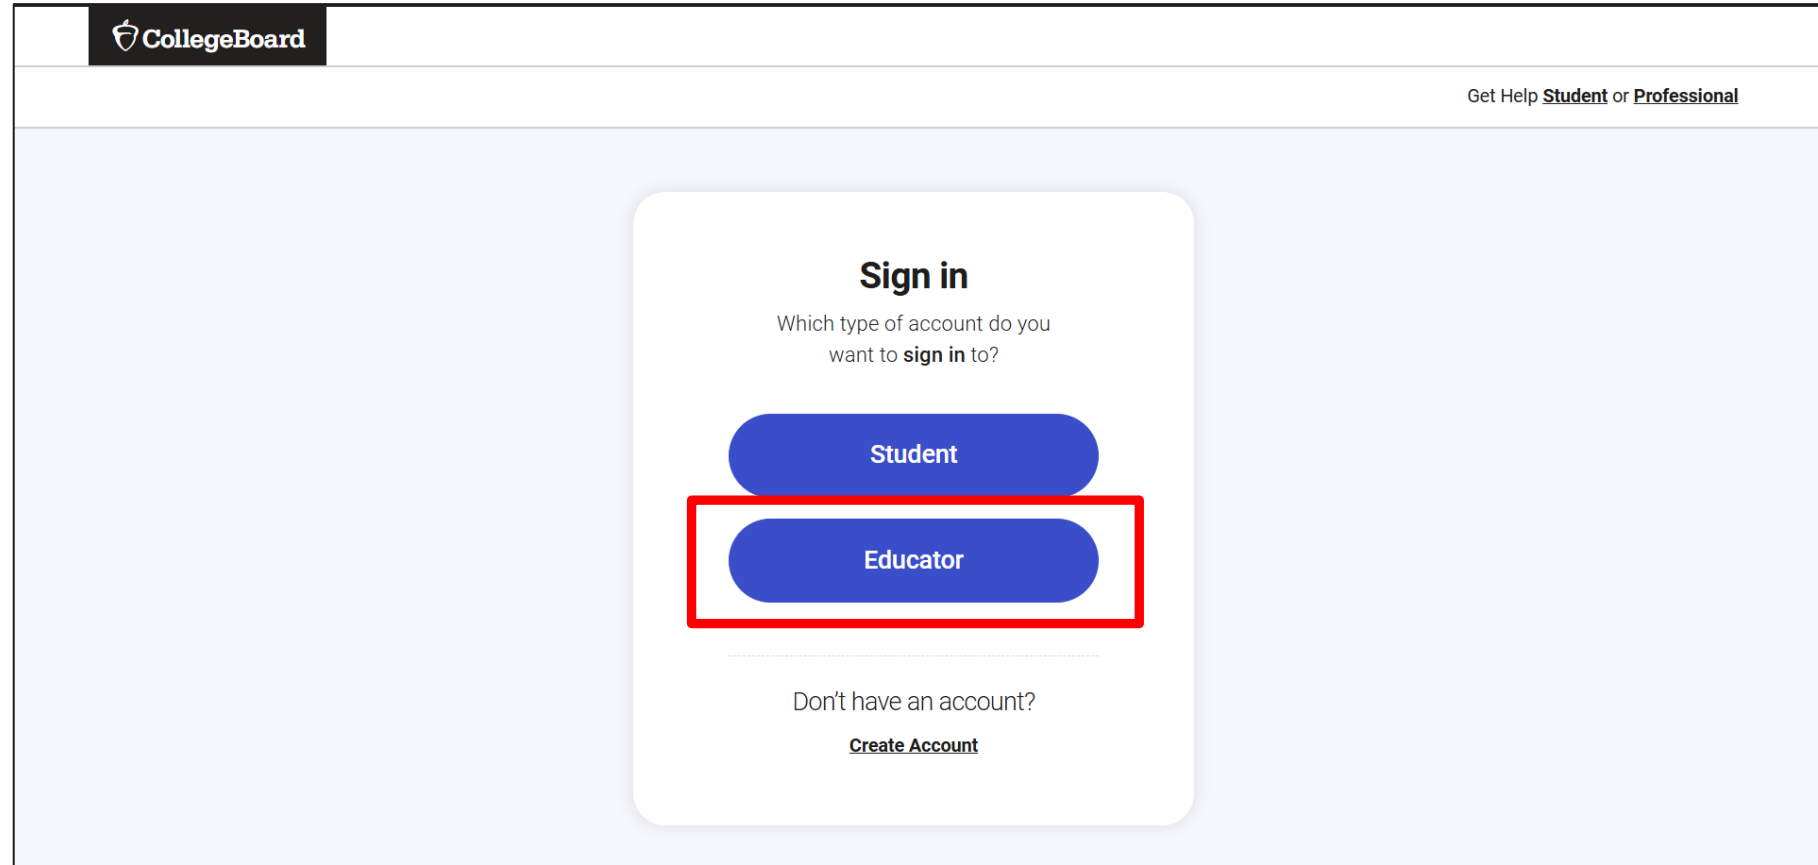 CollegeBoard
Get Help Student or Professional
Sign in
Which type of account do you
want to sign in to?
Student
Educator
Don't have an account?
Create Account